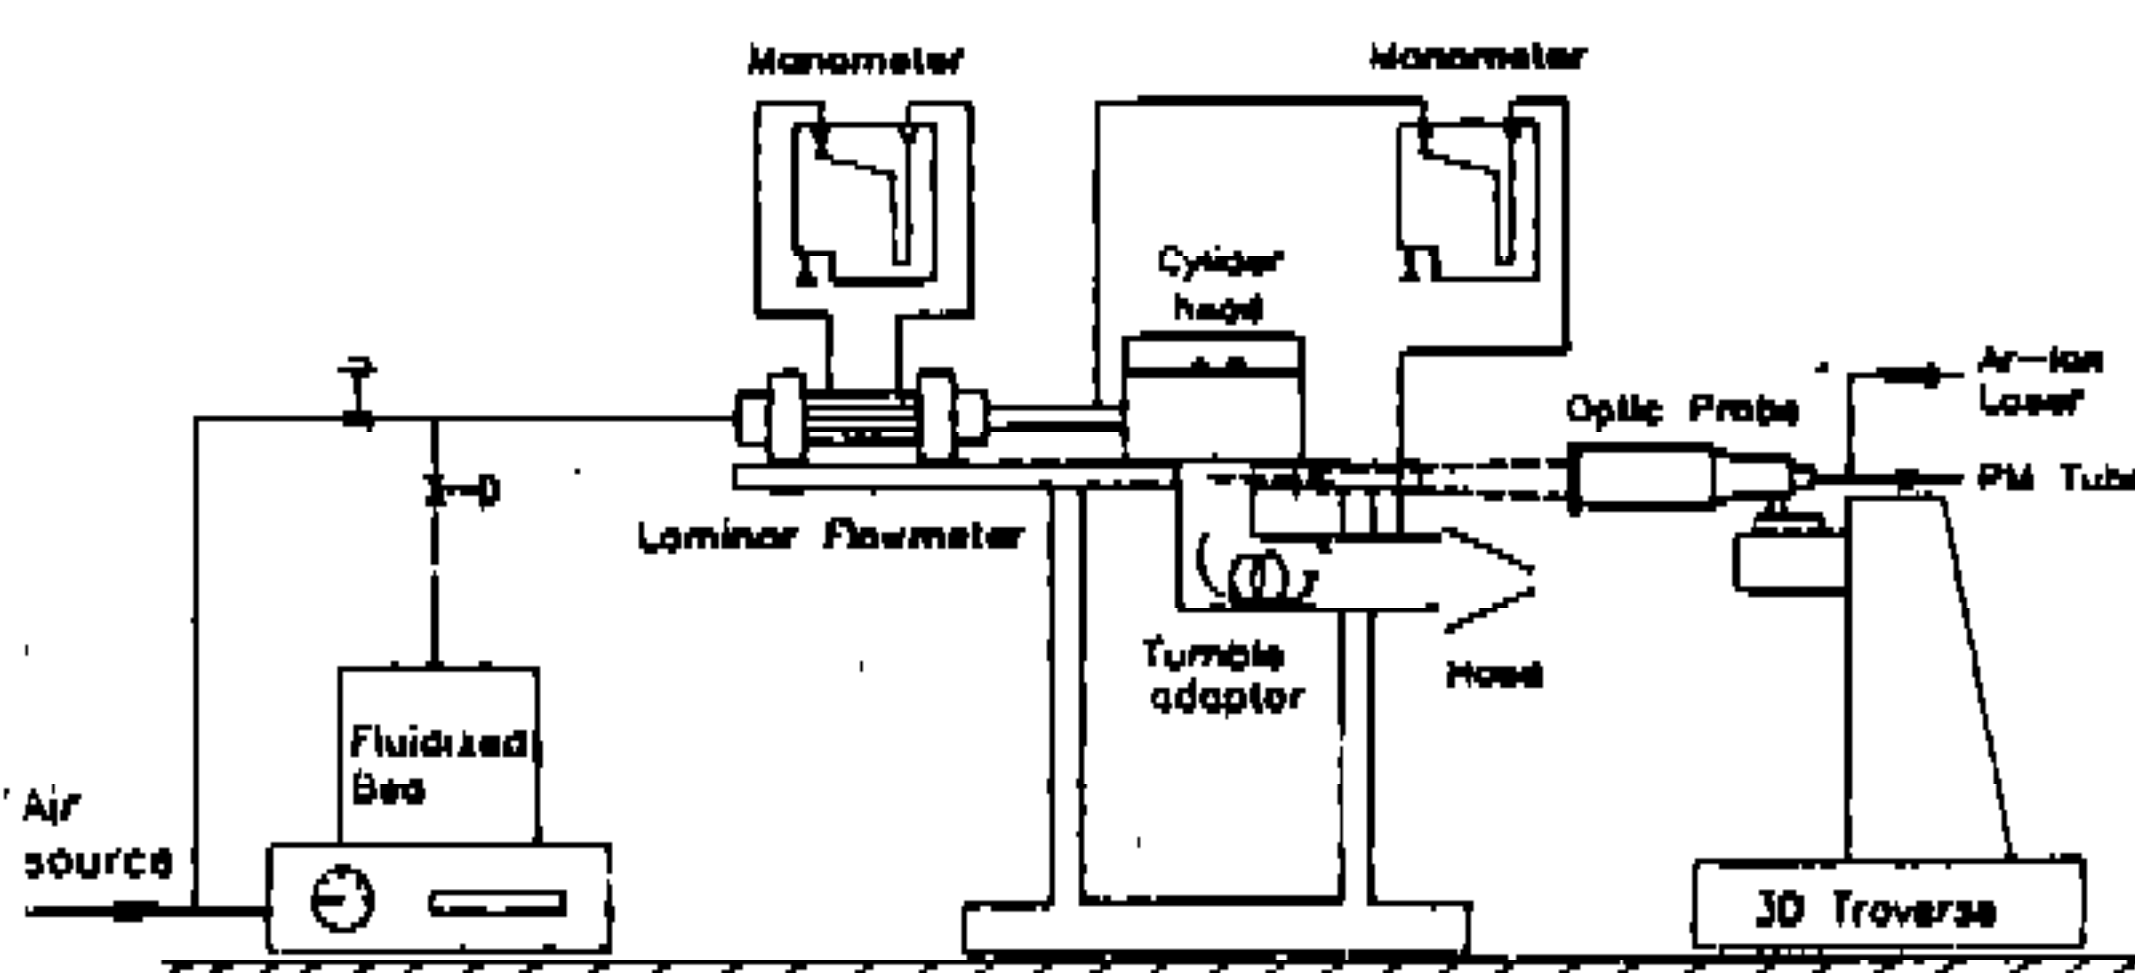 Manometer
Manometer
Cylider
head
Ar-ion
Laser
Optic Probe
PM Tube
Laminar Flowmeter
Tumble
adaptor
Fluidized
Bed
Air
source
3D Traverse